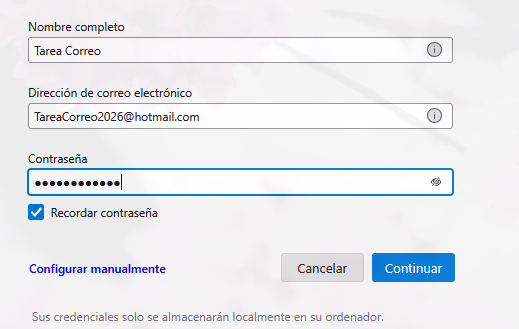 Nombre completo
Tarea Correo
Dirección de correo electrónico
TareaCorreo2026@hotmail.com
Contraseña
●●●●●●●●●●●●
Recordar contraseña
Configurar manualmente
Cancelar
Continuar
Sus credenciales solo se almacenarán localmente en su ordenador.